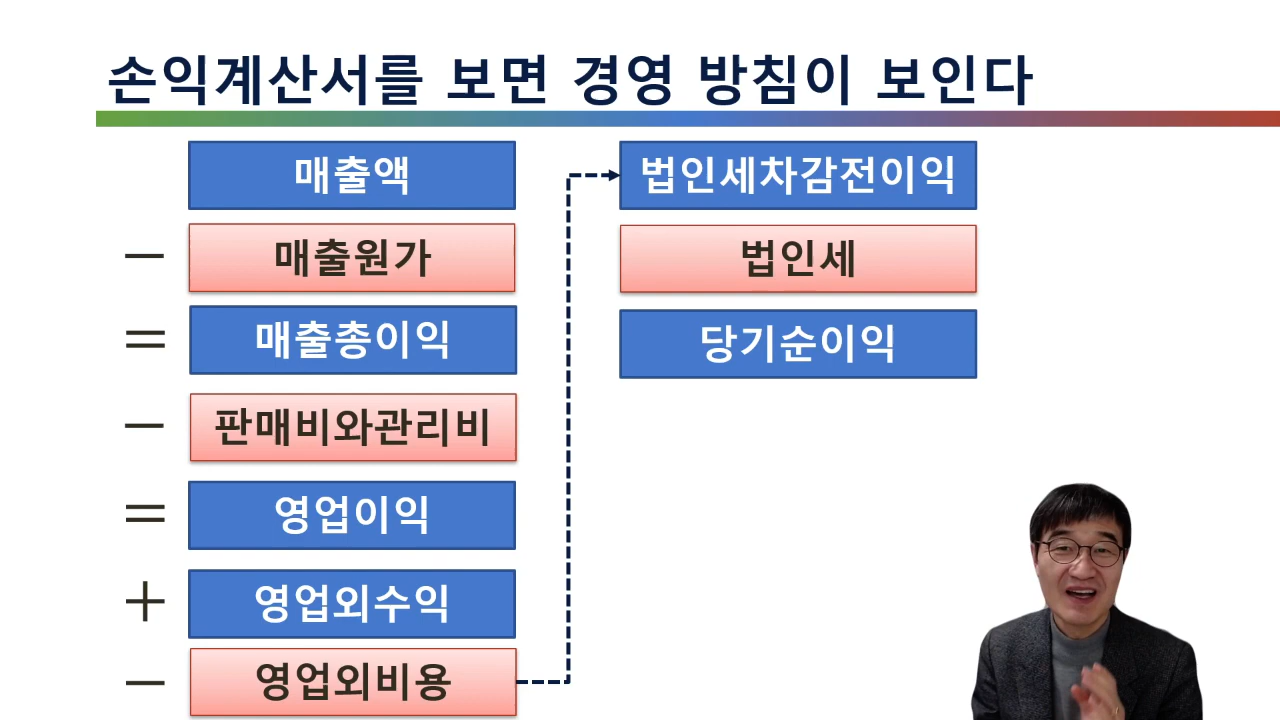 손익계산서를 보면 경영 방침이 보인다
매출액
− 매출원가
= 매출총이익
− 판매비와관리비
= 영업이익
+ 영업외수익
− 영업외비용
법인세차감전이익
법인세
당기순이익